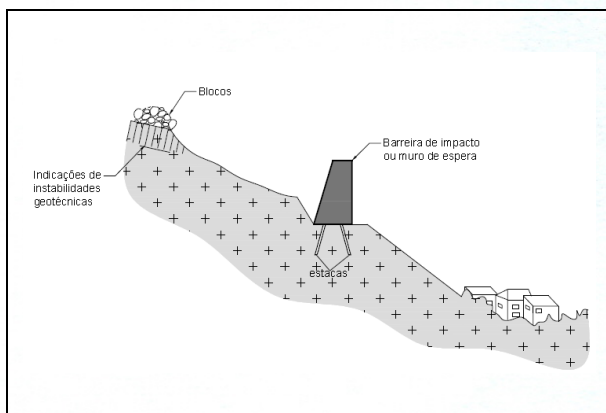 Blocos
Barreira de impacto
ou muro de espera
Indicações de
instabilidades
geotécnicas
estacas